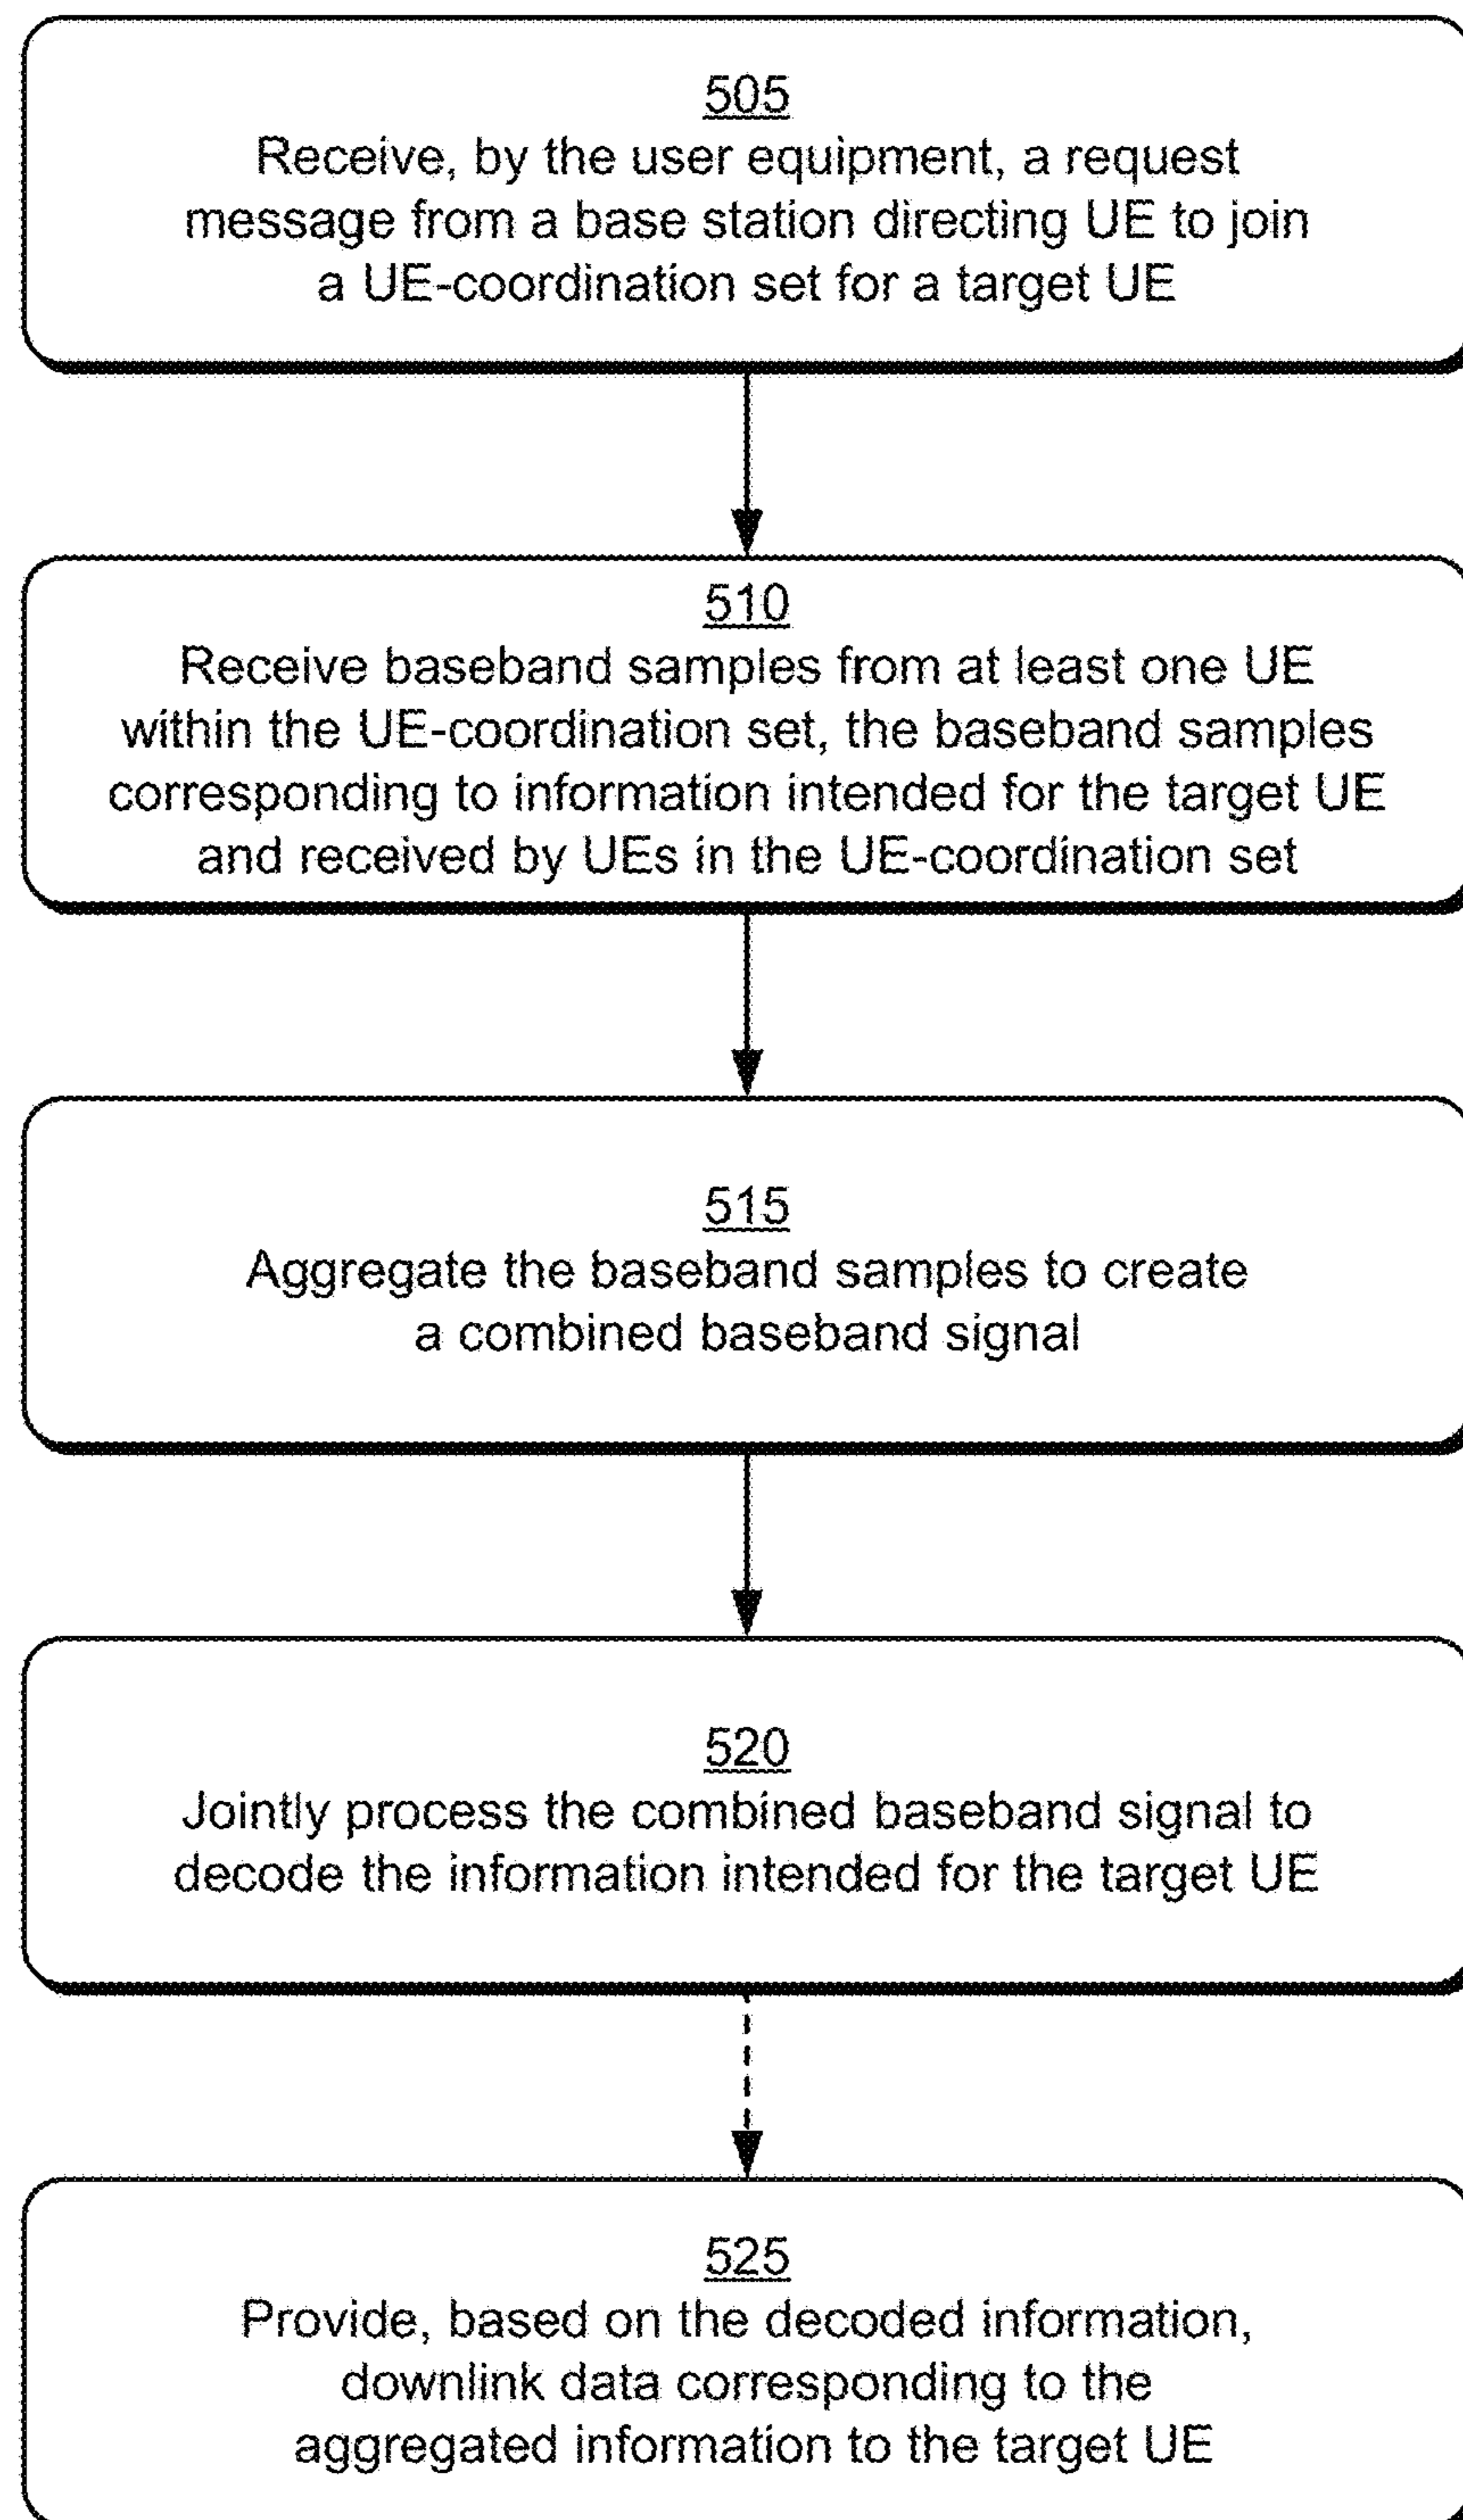 505
Receive, by the user equipment, a request
message from a base station directing UE to join
a UE-coordination set for a target UE
510
Receive baseband samples from at least one UE
within the UE-coordination set, the baseband samples
corresponding to information intended for the target UE
and received by UEs in the UE-coordination set
515
Aggregate the baseband samples to create
a combined baseband signal
520
Jointly process the combined baseband signal to
decode the information intended for the target UE
525
Provide, based on the decoded information,
downlink data corresponding to the
aggregated information to the target UE